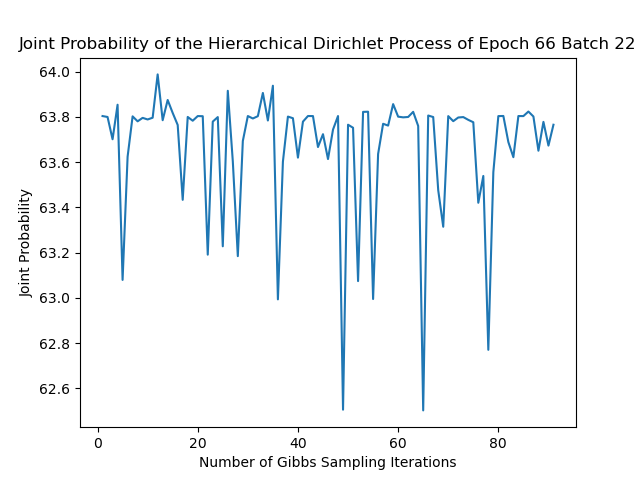 Joint Probability of the Hierarchical Dirichlet Process of Epoch 66 Batch 22
64.0
63.8
63.6
63.4
63.2
63.0
62.8
62.6
Joint Probability
0 20 40 60 80
Number of Gibbs Sampling Iterations